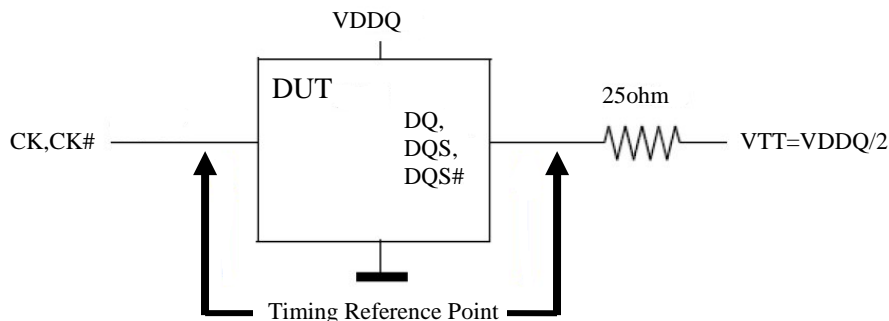 VDDQ
DUT
25ohm
DQ,
CK,CK#
DQS,
VTT=VDDQ/2
DQS#
Timing Reference Point